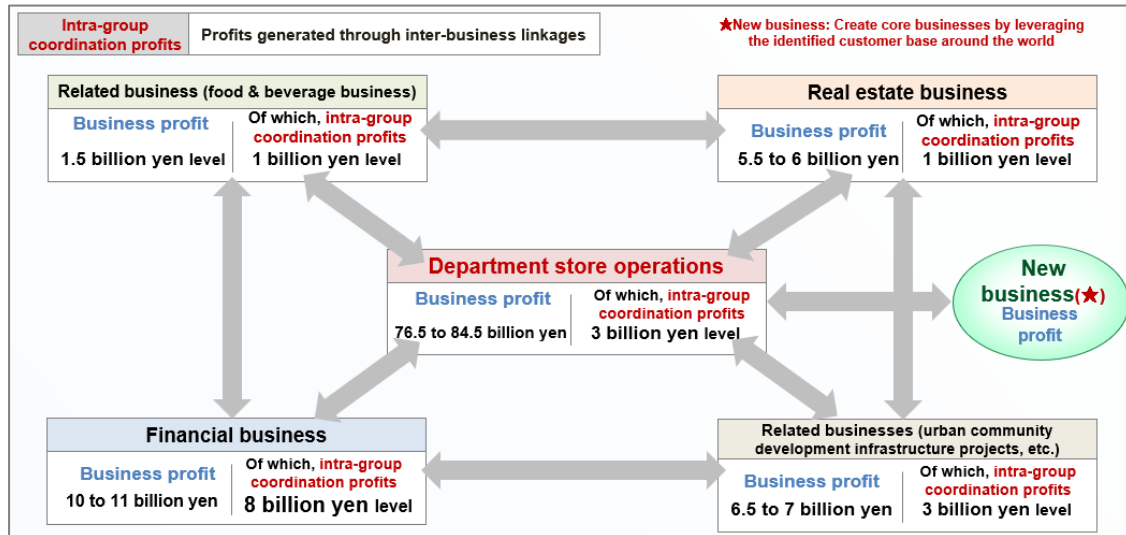 Intra-group
coordination profits
Profits generated through inter-business linkages
★New business: Create core businesses by leveraging
the identified customer base around the world
Related business (food & beverage business)
Business profit
1.5 billion yen level
Of which, intra-group
coordination profits
1 billion yen level
Real estate business
Business profit
5.5 to 6 billion yen
Of which, intra-group
coordination profits
1 billion yen level
Department store operations
Business profit
76.5 to 84.5 billion yen
Of which, intra-group
coordination profits
3 billion yen level
New
business(★)
Business
profit
Financial business
Business profit
10 to 11 billion yen
Of which, intra-group
coordination profits
8 billion yen level
Related businesses (urban community
development infrastructure projects, etc.)
Business profit
6.5 to 7 billion yen
Of which, intra-group
coordination profits
3 billion yen level